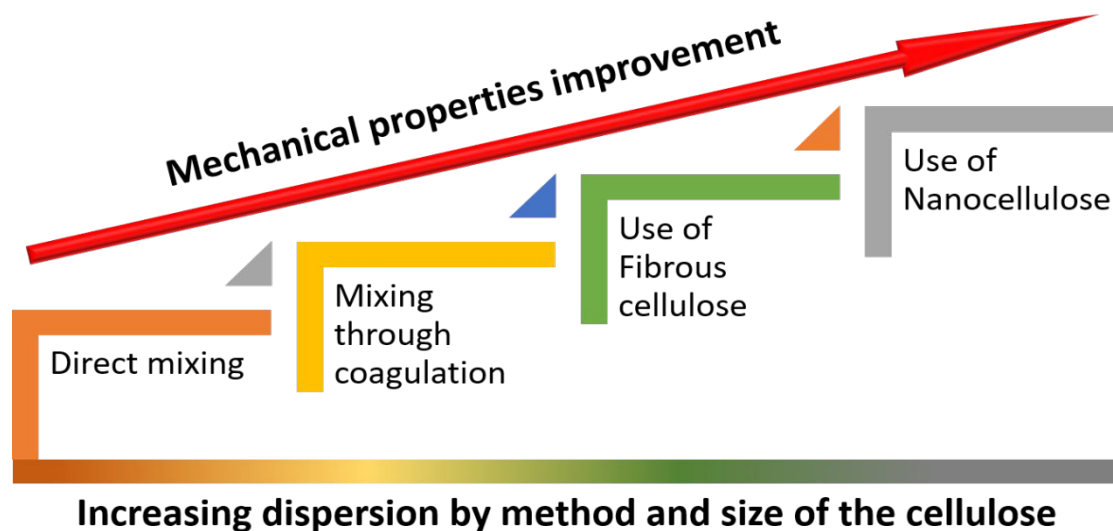 Mechanical properties improvement
Direct mixing
Mixing
through
coagulation
Use of
Fibrous
cellulose
Use of
Nanocellulose
Increasing dispersion by method and size of the cellulose